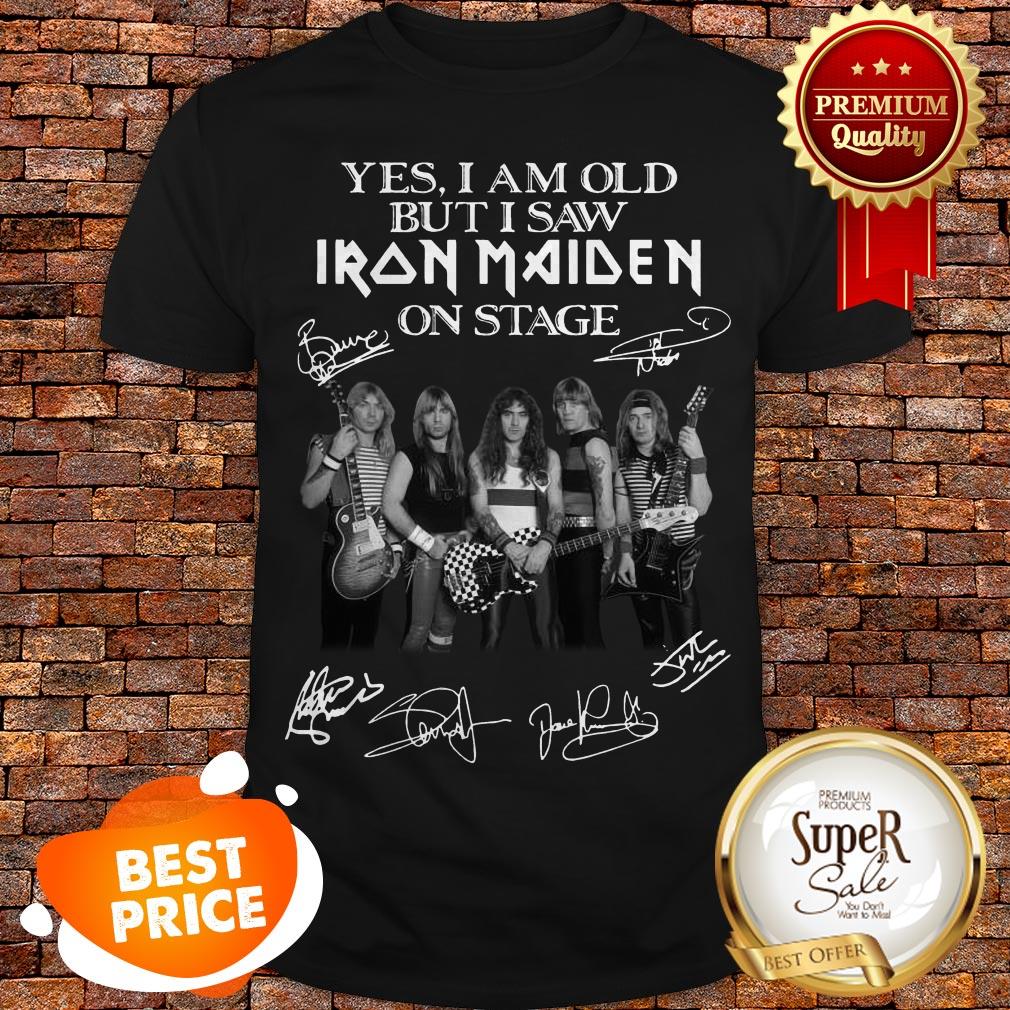 PREMIUM
Quality
YES, I AM OLD
BUT I SAW
IRON MAIDEN
ON STAGE
BEST
PRICE
PREMIUM
PRODUCTS
SUPER
Sale
You Don't
Want to Miss!
BEST OFFER